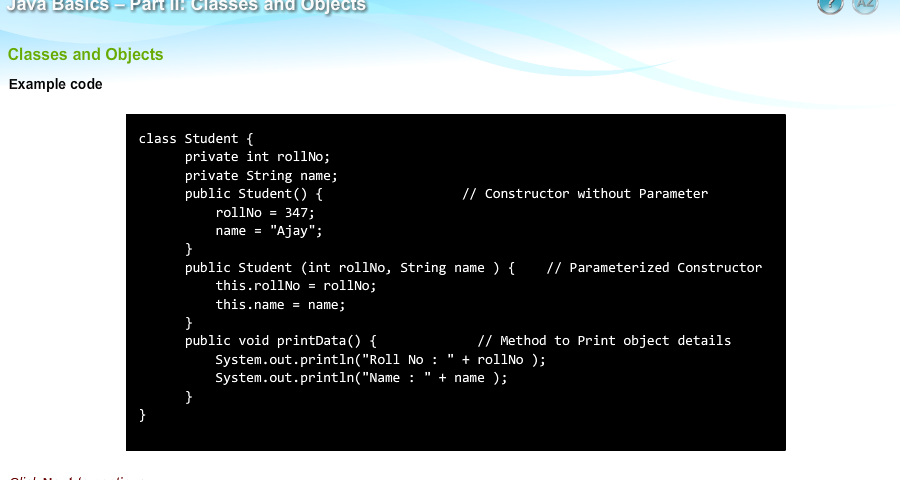 Java Basics – Part II: Classes and Objects
? AZ
Classes and Objects
Example code
class Student {
private int rollNo;
private String name;
public Student() { // Constructor without Parameter
rollNo = 347;
name = "Ajay";
}
public Student (int rollNo, String name ) { // Parameterized Constructor
this.rollNo = rollNo;
this.name = name;
}
public void printData() { // Method to Print object details
System.out.println("Roll No : " + rollNo );
System.out.println("Name : " + name );
}
}